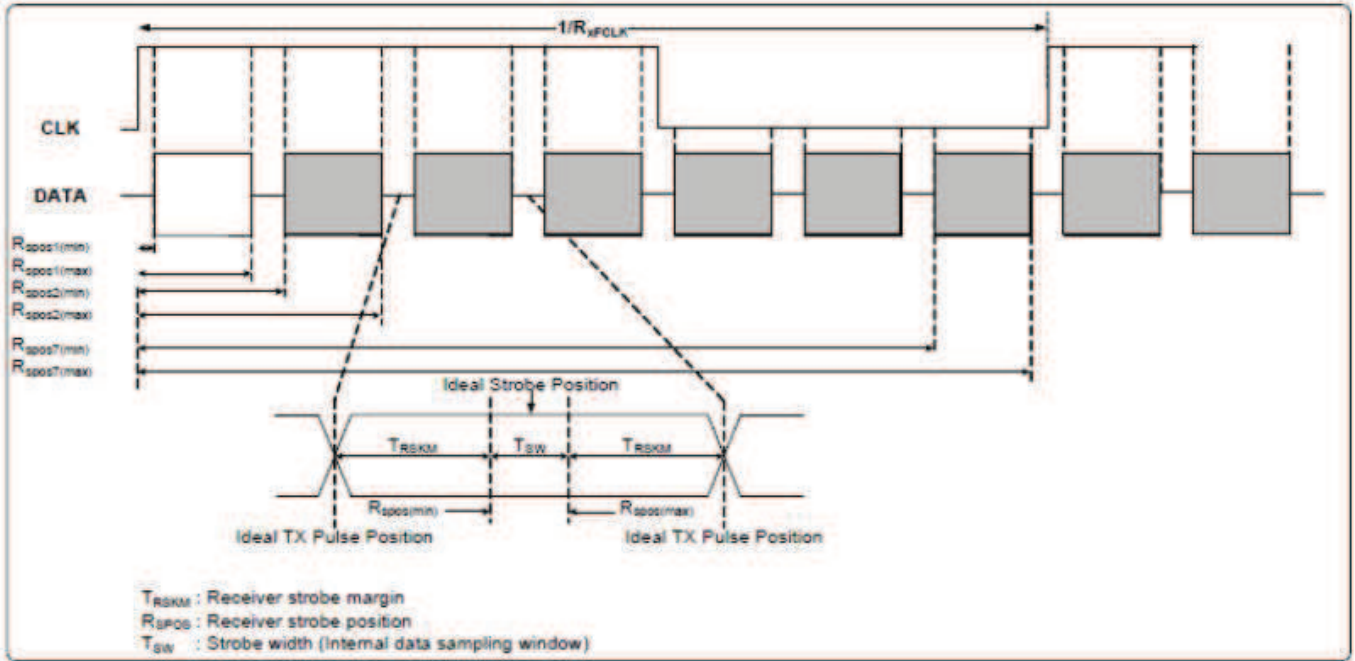 1/RxFCLK
CLK
DATA
Rspos1(min)
Rspos1(max)
Rspos2(min)
Rspos2(max)
Rspos7(min)
Rspos7(max)
Ideal Strobe Position
TRSKM TSW TRSKM
Rspos(min) Rspos(max)
Ideal TX Pulse Position Ideal TX Pulse Position
TRSKM : Receiver strobe margin
RSPOS : Receiver strobe position
TSW : Strobe width (Internal data sampling window)